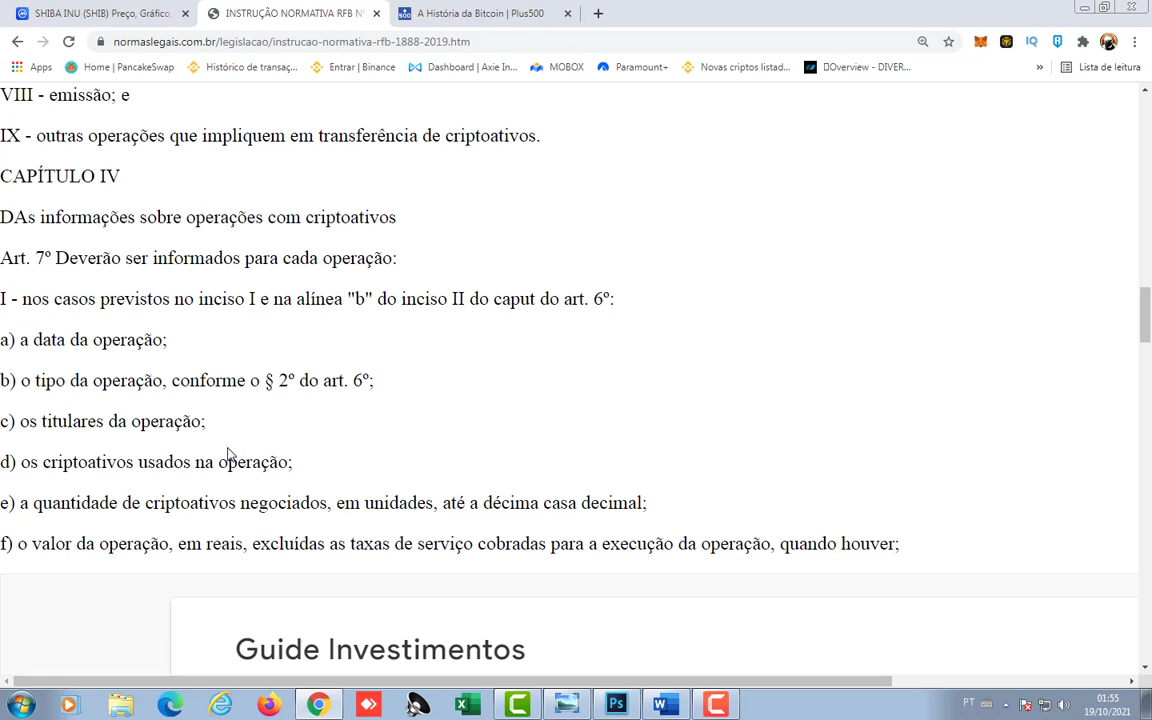 SHIBA INU (SHIB) Preço, Gráfico,
INSTRUÇÃO NORMATIVA RFB Nº
A História da Bitcoin | Plus500
normaslegais.com.br/legislacao/instrucao-normativa-rfb-1888-2019.htm
Apps
Home | PancakeSwap
Histórico de transaç...
Entrar | Binance
Dashboard | Axie In...
MOBOX
Paramount+
Novas criptos listad...
Overview - DIVER...
»
Lista de leitura
VIII - emissão; e
IX - outras operações que impliquem em transferência de criptoativos.
CAPÍTULO IV
DAs informações sobre operações com criptoativos
Art. 7º Deverão ser informados para cada operação:
I - nos casos previstos no inciso I e na alínea "b" do inciso II do caput do art. 6º:
a) a data da operação;
b) o tipo da operação, conforme o § 2º do art. 6º;
c) os titulares da operação;
d) os criptoativos usados na operação;
e) a quantidade de criptoativos negociados, em unidades, até a décima casa decimal;
f) o valor da operação, em reais, excluídas as taxas de serviço cobradas para a execução da operação, quando houver;
Guide Investimentos
PT
01:55
19/10/2021